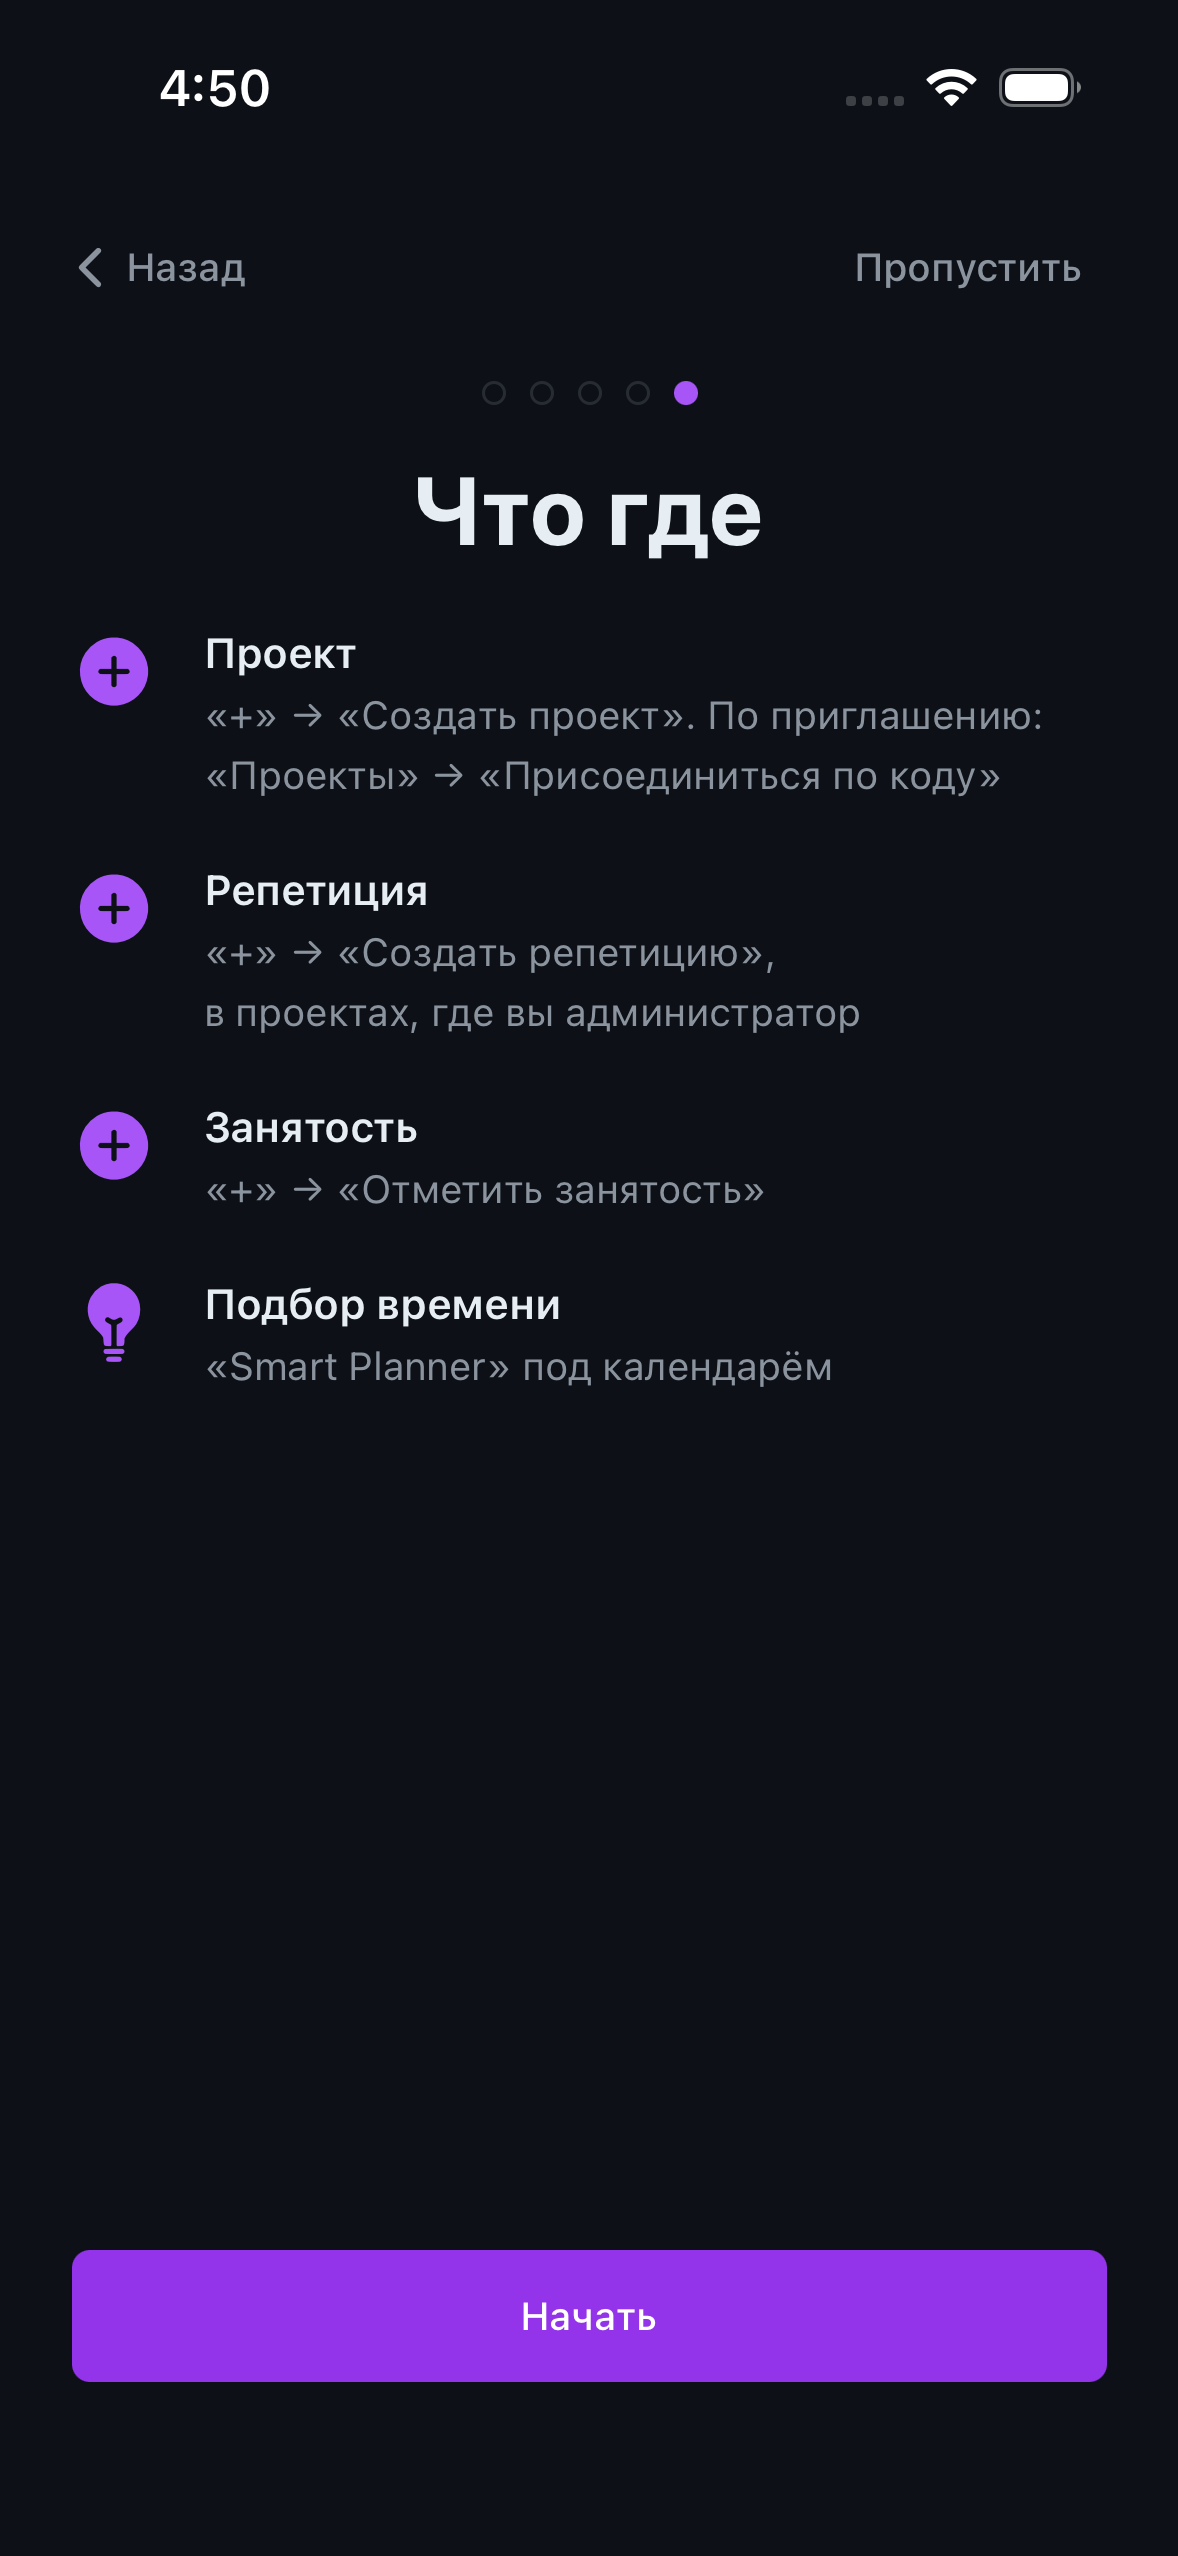 4:50
Назад
Пропустить
Что где
Проект
«+» → «Создать проект». По приглашению:
«Проекты» → «Присоединиться по коду»
Репетиция
«+» → «Создать репетицию»,
в проектах, где вы администратор
Занятость
«+» → «Отметить занятость»
Подбор времени
«Smart Planner» под календарём
Начать